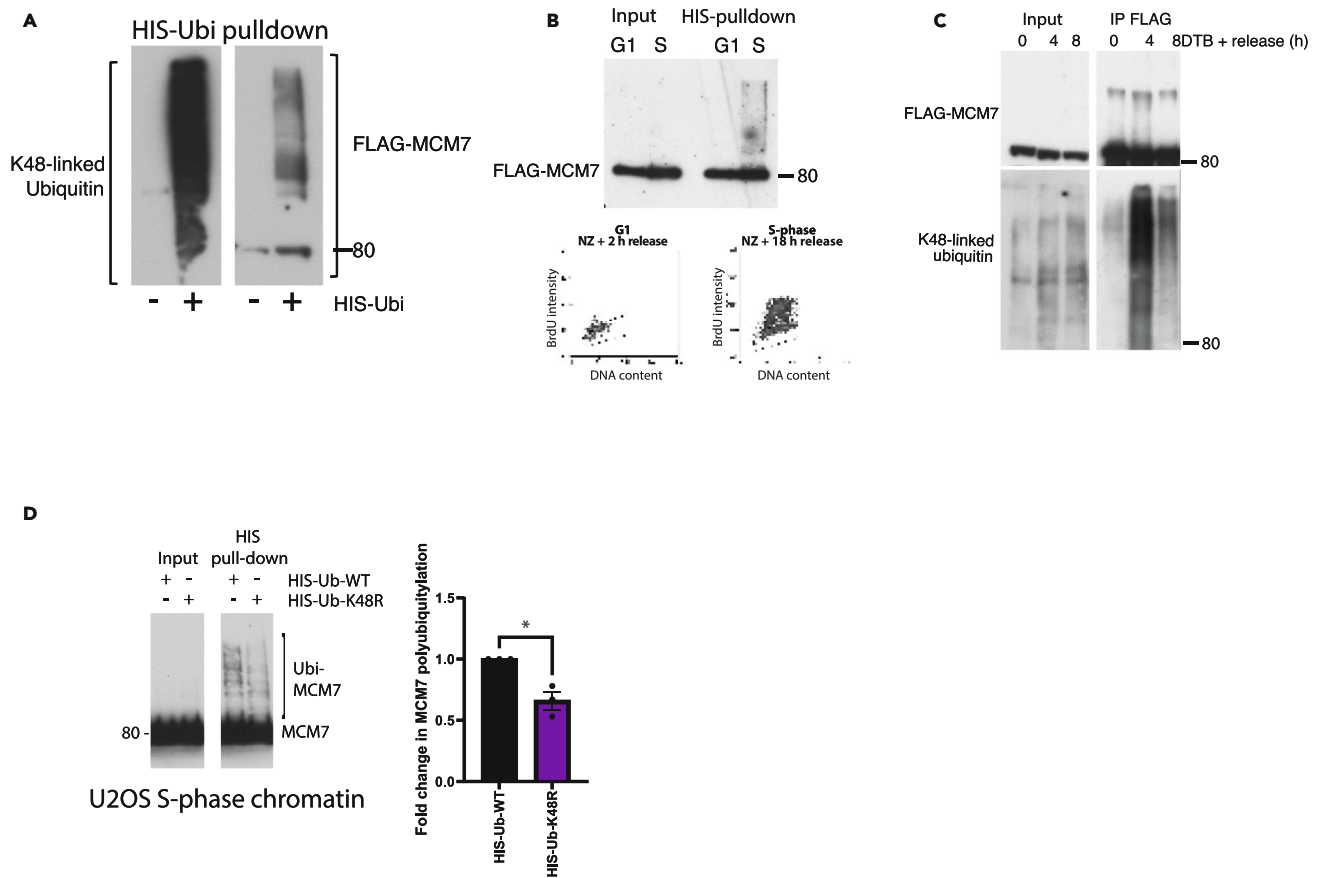 A
HIS-Ubi pulldown
K48-linked
Ubiquitin
FLAG-MCM7
80
- + - + HIS-Ubi
B
Input HIS-pulldown
G1 S G1 S
FLAG-MCM7
80
G1
NZ + 2 h release
BrdU intensity
DNA content
S-phase
NZ + 18 h release
BrdU intensity
DNA content
C
Input IP FLAG
0 4 8 0 4 8 DTB + release (h)
FLAG-MCM7
80
K48-linked
ubiquitin
80
D
HIS
Input pull-down
+ - + - HIS-Ub-WT
- + - + HIS-Ub-K48R
Ubi-
MCM7
80 - MCM7
U2OS S-phase chromatin
Fold change in MCM7 polyubiquitylation
1.5
1.0
0.5
0.0
*
HIS-Ub-WT
HIS-Ub-K48R